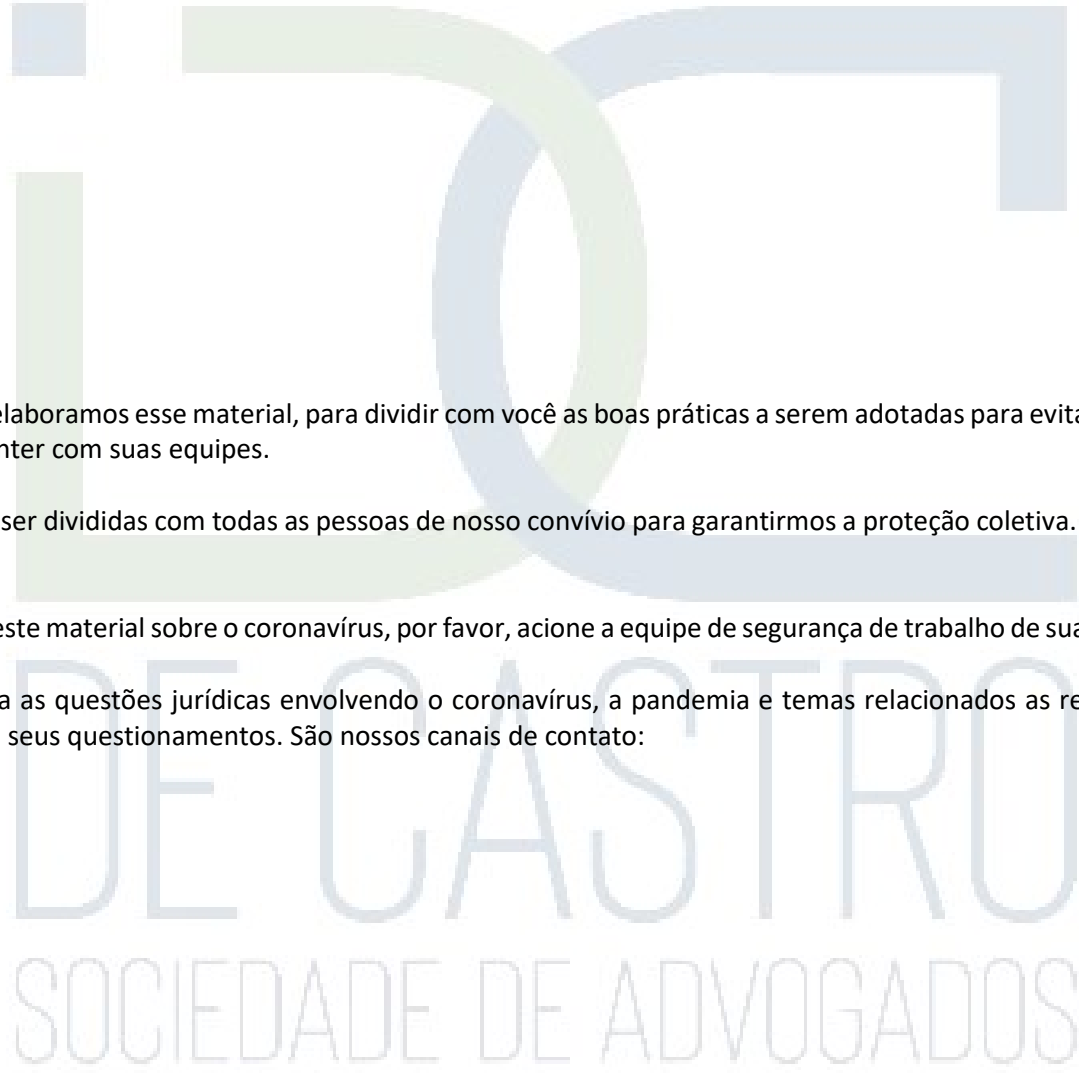 elaboramos esse material, para dividir com você as boas práticas a serem adotadas para evita
nter com suas equipes.
ser divididas com todas as pessoas de nosso convívio para garantirmos a proteção coletiva.
este material sobre o coronavírus, por favor, acione a equipe de segurança de trabalho de sua
a as questões jurídicas envolvendo o coronavírus, a pandemia e temas relacionados as re
seus questionamentos. São nossos canais de contato:
DE CASTRO
SOCIEDADE DE ADVOGADOS